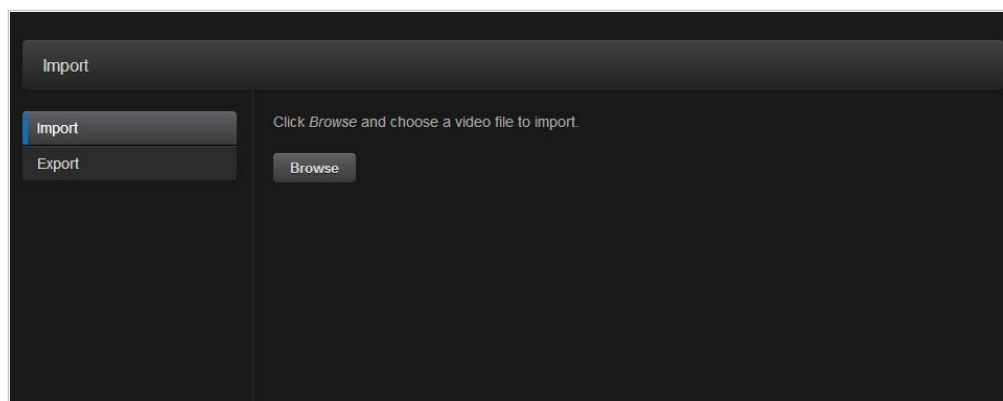 Import
Import
Export
Click Browse and choose a video file to import.
Browse